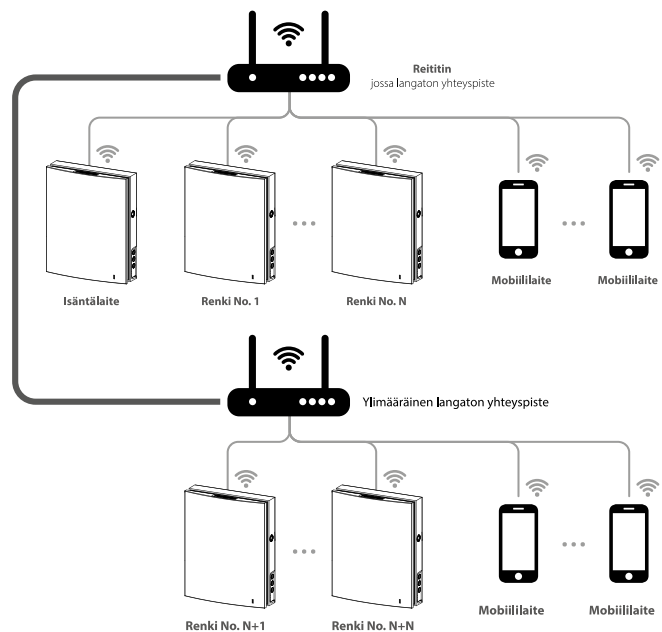 Reititin
jossa langaton yhteyspiste
Isäntälaite
Renki No. 1
Renki No. N
Mobiililaite
Mobiililaite
Ylimääräinen langaton yhteyspiste
Renki No. N+1
Renki No. N+N
Mobiililaite
Mobiililaite